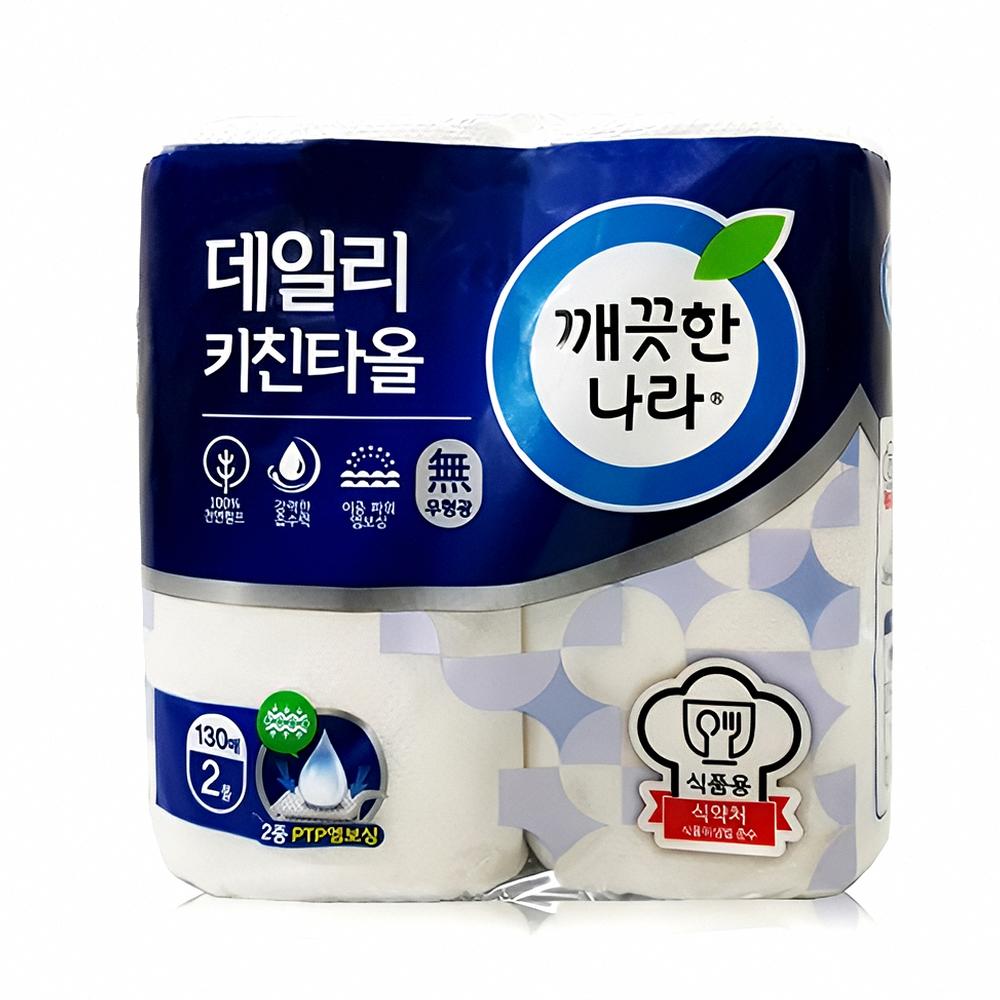 데일리
키친타올
깨끗한
나라®
100%
천연펄프
강력한
흡수력
이중 파워
엠보싱
無
무형광
130매
2롤
2중 PTP엠보싱
식품용
식약처